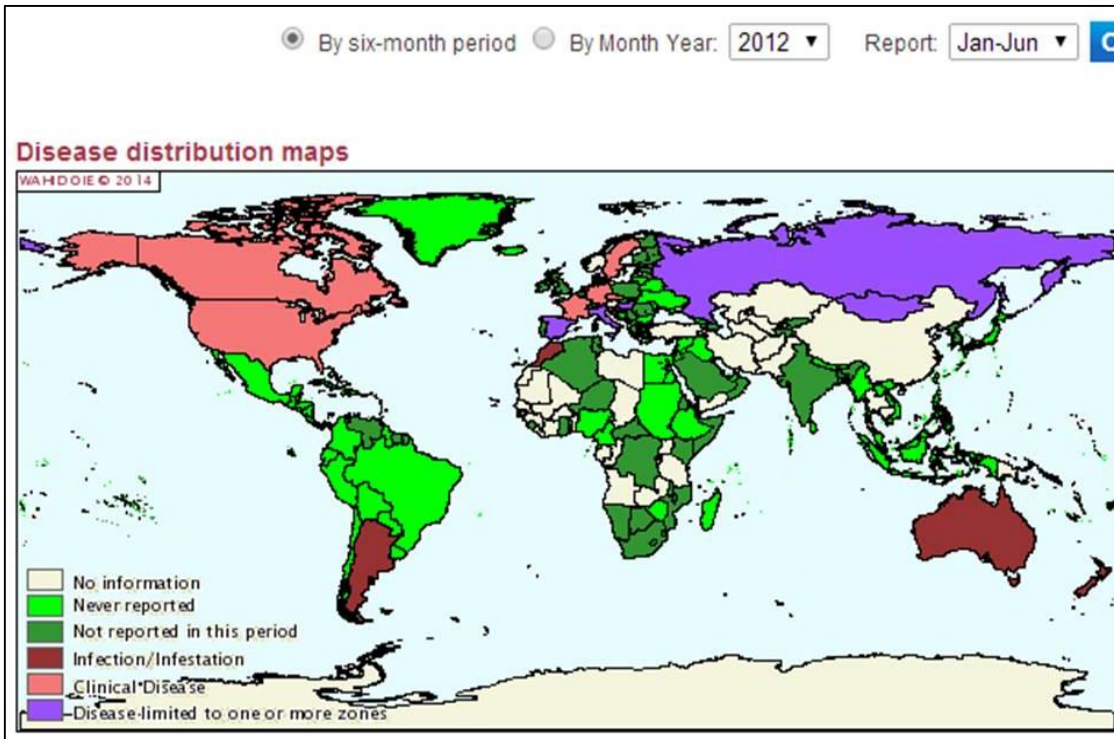 By six-month period By Month Year: 2012 Report: Jan-Jun
Disease distribution maps
WAHID OIE © 2014
No information
Never reported
Not reported in this period
Infection/Infestation
Clinical Disease
Disease limited to one or more zones